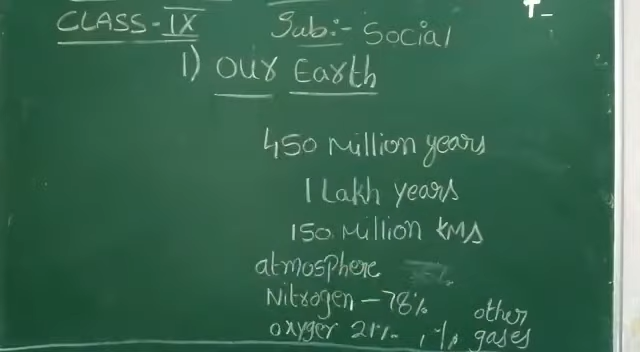 CLASS-IX Sub:- Social
1) Our Earth
450 Million years
1 Lakh years
150 Million KMS
atmosphere
Nitrogen - 78%
oxyger 21% 1% other gases